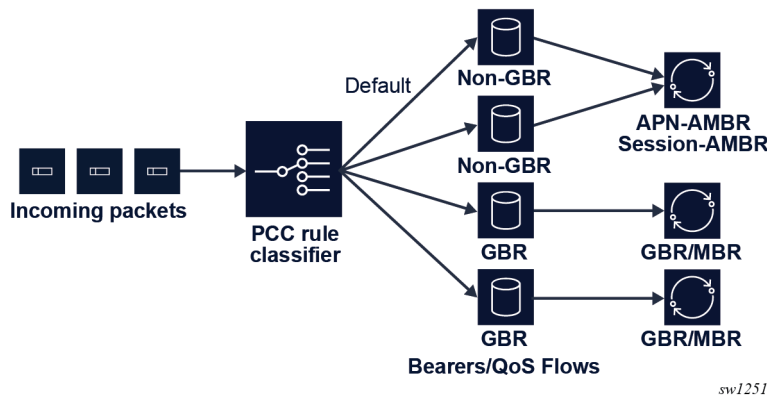 Default
Non-GBR
APN-AMBR
Session-AMBR
Non-GBR
Incoming packets
PCC rule
classifier
GBR
GBR/MBR
GBR
GBR/MBR
Bearers/QoS Flows
sw1251